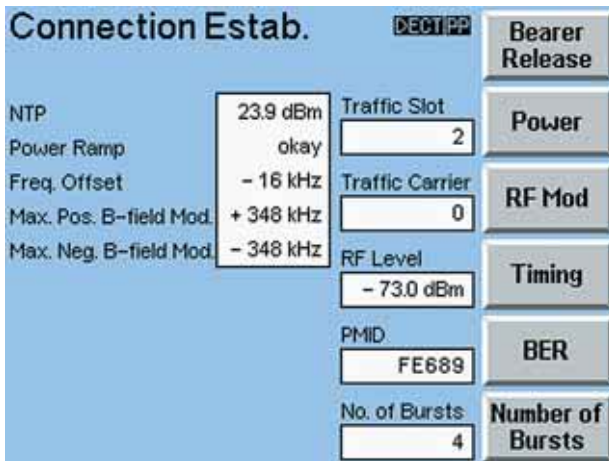 Connection Estab.
DECT PP
NTP 23.9 dBm
Power Ramp okay
Freq. Offset – 16 kHz
Max. Pos. B–field Mod. + 348 kHz
Max. Neg. B–field Mod. – 348 kHz
Traffic Slot
2
Traffic Carrier
0
RF Level
– 73.0 dBm
PMID
FE689
No. of Bursts
4
Bearer
Release
Power
RF Mod
Timing
BER
Number of
Bursts